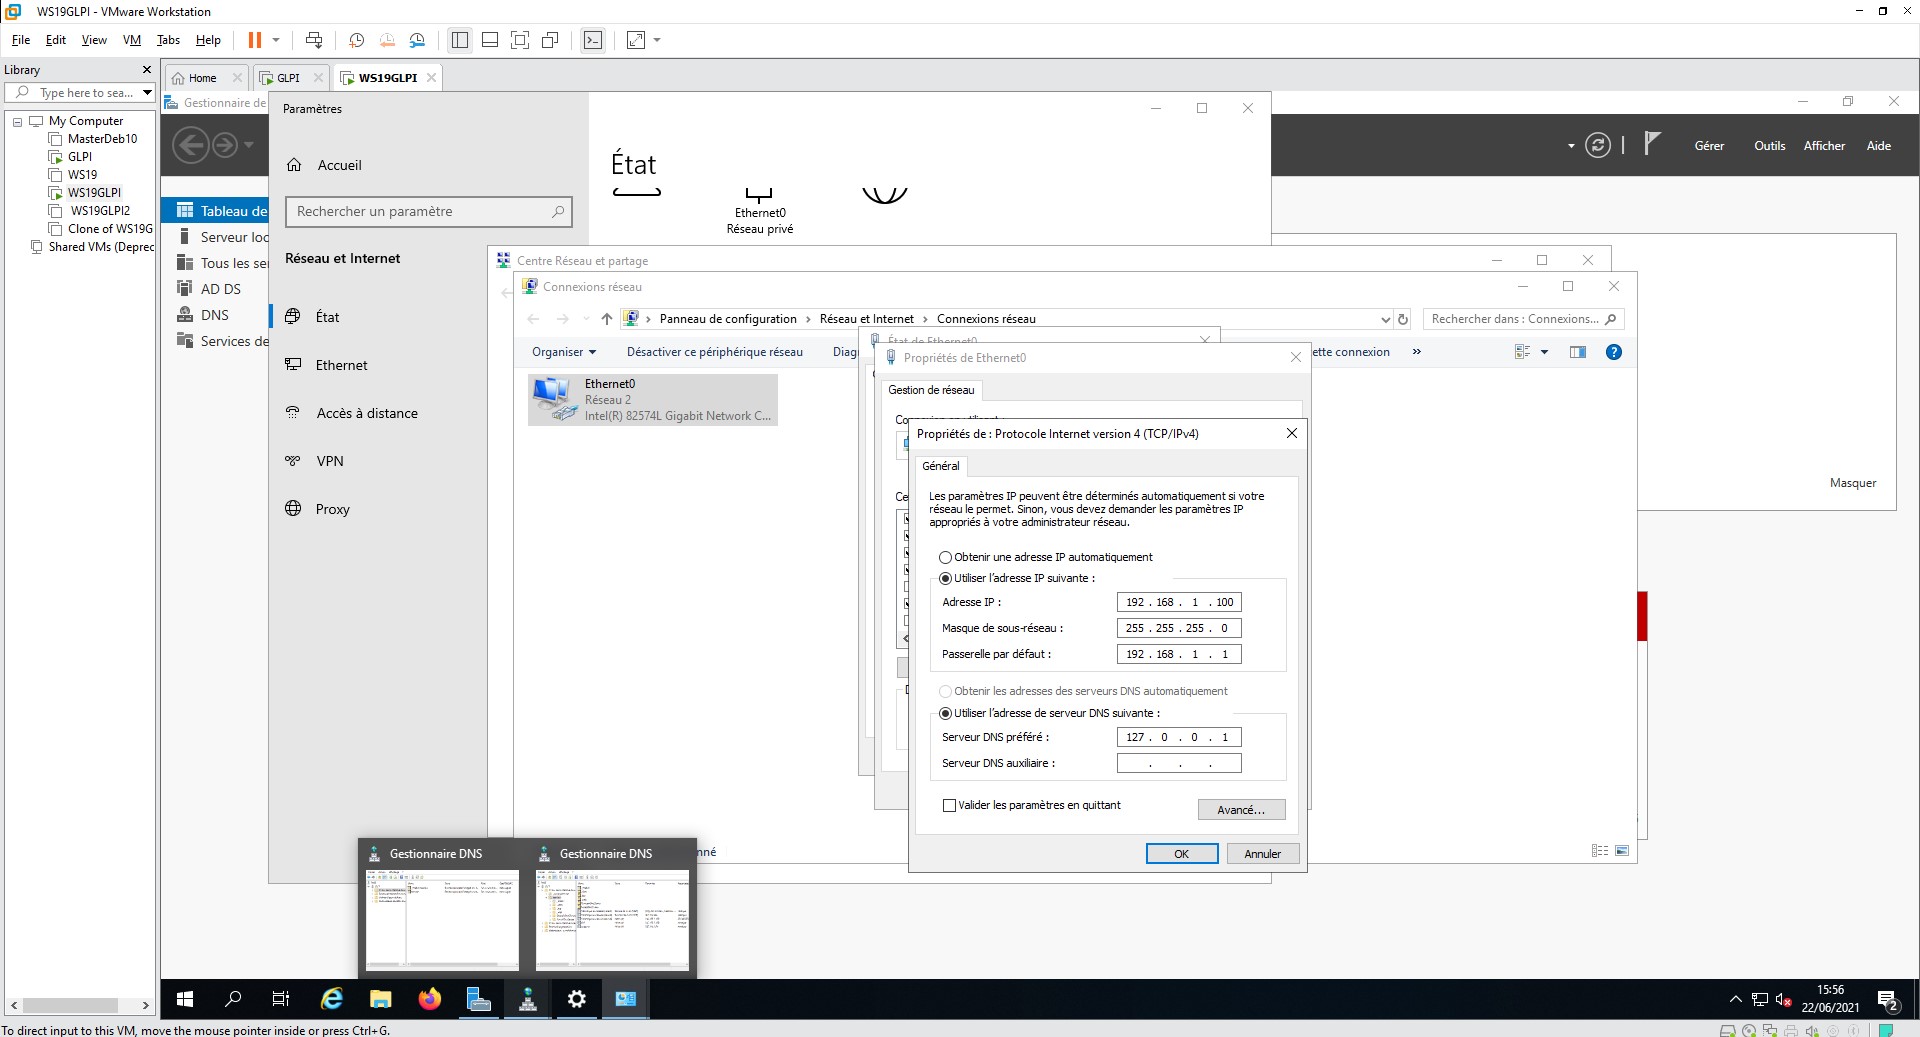 WS19GLPI - VMware Workstation
File Edit View VM Tabs Help
Library
Type here to sea...
My Computer
MasterDeb10
GLPI
WS19
WS19GLPI
WS19GLPI2
Clone of WS19G
Shared VMs (Deprec
Home
GLPI
WS19GLPI
Gestionnaire de
Gérer Outils Afficher Aide
Tableau de
Serveur loc
Tous les ser
AD DS
DNS
Services de
Masquer
Paramètres
Accueil
Rechercher un paramètre
Réseau et Internet
État
Ethernet
Accès à distance
VPN
Proxy
État
Ethernet0
Réseau privé
Centre Réseau et partage
Connexions réseau
Panneau de configuration > Réseau et Internet > Connexions réseau
Rechercher dans : Connexions...
Organiser Désactiver ce périphérique réseau Diag ette connexion »
Ethernet0
Réseau 2
Intel(R) 82574L Gigabit Network C...
nné
État de Ethernet0
Propriétés de Ethernet0
Gestion de réseau
Propriétés de : Protocole Internet version 4 (TCP/IPv4)
Général
Les paramètres IP peuvent être déterminés automatiquement si votre
réseau le permet. Sinon, vous devez demander les paramètres IP
appropriés à votre administrateur réseau.
Obtenir une adresse IP automatiquement
Utiliser l'adresse IP suivante :
Adresse IP : 192 . 168 . 1 . 100
Masque de sous-réseau : 255 . 255 . 255 . 0
Passerelle par défaut : 192 . 168 . 1 . 1
Obtenir les adresses des serveurs DNS automatiquement
Utiliser l'adresse de serveur DNS suivante :
Serveur DNS préféré : 127 . 0 . 0 . 1
Serveur DNS auxiliaire : . . .
Valider les paramètres en quittant
Avancé...
OK Annuler
Gestionnaire DNS Gestionnaire DNS
15:56
22/06/2021
2
To direct input to this VM, move the mouse pointer inside or press Ctrl+G.